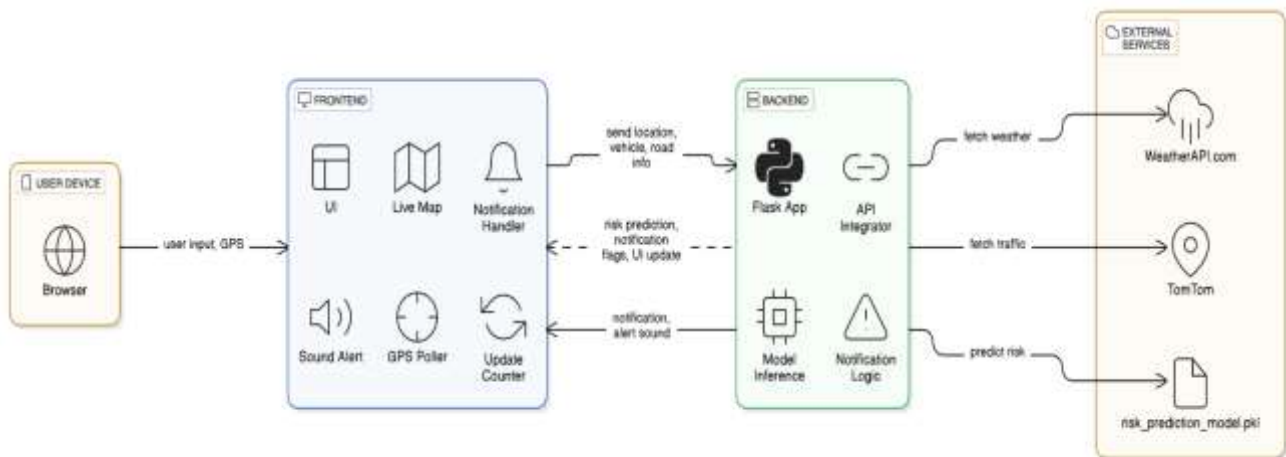 USER DEVICE
Browser
user input, GPS
FRONTEND
UI
Live Map
Notification
Handler
Sound Alert
GPS Poller
Update
Counter
send location,
vehicle, road
info
risk prediction,
notification
flags, UI update
notification,
alert sound
BACKEND
Flask App
API
Integrator
Model
Inference
Notification
Logic
fetch weather
fetch traffic
predict risk
EXTERNAL
SERVICES
WeatherAPI.com
TomTom
risk_prediction_model.pkl